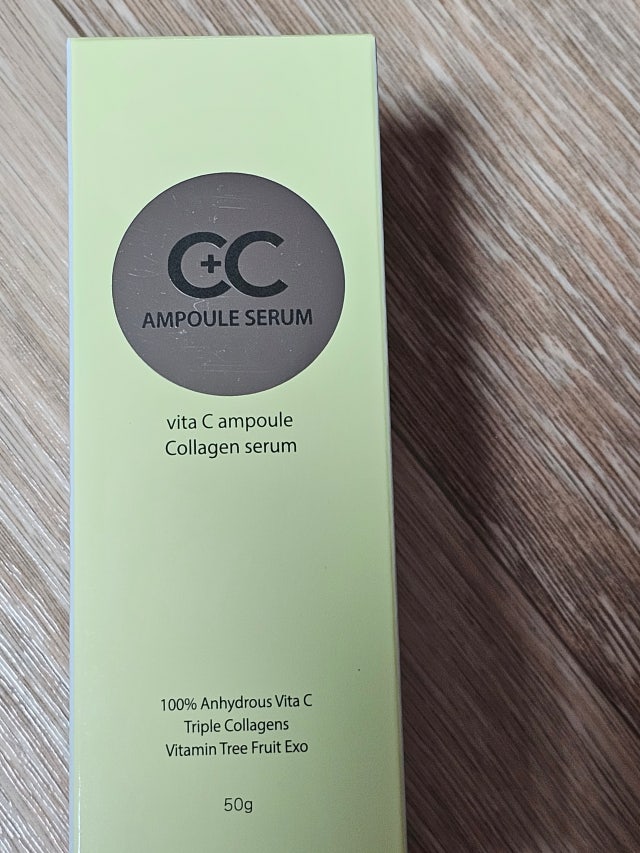 C+C
AMPOULE SERUM
vita C ampoule
Collagen serum
100% Anhydrous Vita C
Triple Collagens
Vitamin Tree Fruit Exo
50g